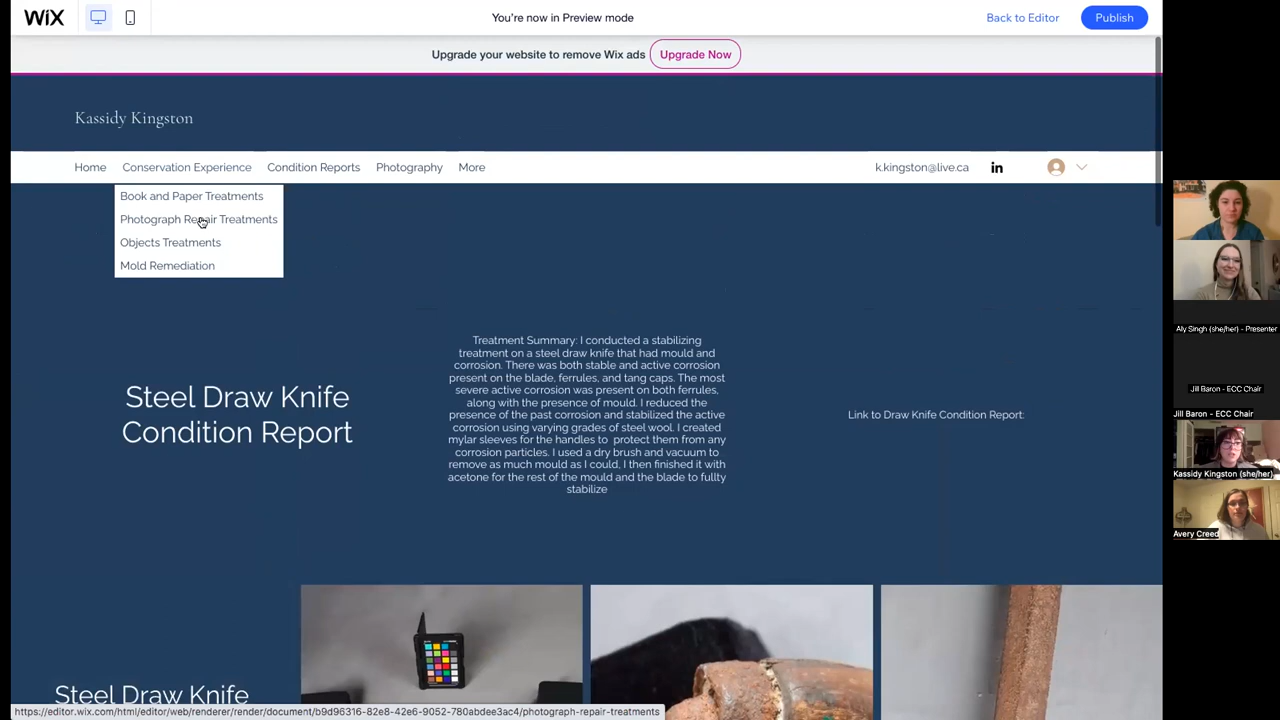 WiX
You're now in Preview mode
Back to Editor
Publish
Upgrade your website to remove Wix ads
Upgrade Now
Kassidy Kingston
Home
Conservation Experience
Condition Reports
Photography
More
k.kingston@live.ca
in
Book and Paper Treatments
Photograph Repair Treatments
Objects Treatments
Mold Remediation
Steel Draw Knife
Condition Report
Treatment Summary: I conducted a stabilizing
treatment on a steel draw knife that had mould and
corrosion. There was both stable and active corrosion
present on the blade, ferrules, and tang caps. The most
severe active corrosion was present on both ferrules,
along with the presence of mould. I reduced the
presence of the past corrosion and stabilized the active
corrosion using varying grades of steel wool. I created
mylar sleeves for the handles to protect them from any
corrosion particles. I used a dry brush and vacuum to
remove as much mould as I could, I then finished it with
acetone for the rest of the mould and the blade to fullty
stabilize
Link to Draw Knife Condition Report:
Steel Draw Knife
https://editor.wix.com/html/editor/web/renderer/render/document/b9d96316-82e8-42e6-9052-780abdee3ac4/photograph-repair-treatments
Aly Singh (she/her) - Presenter
Jill Baron - ECC Chair
Jill Baron - ECC Chair
Kassidy Kingston (she/her)
Avery Creed